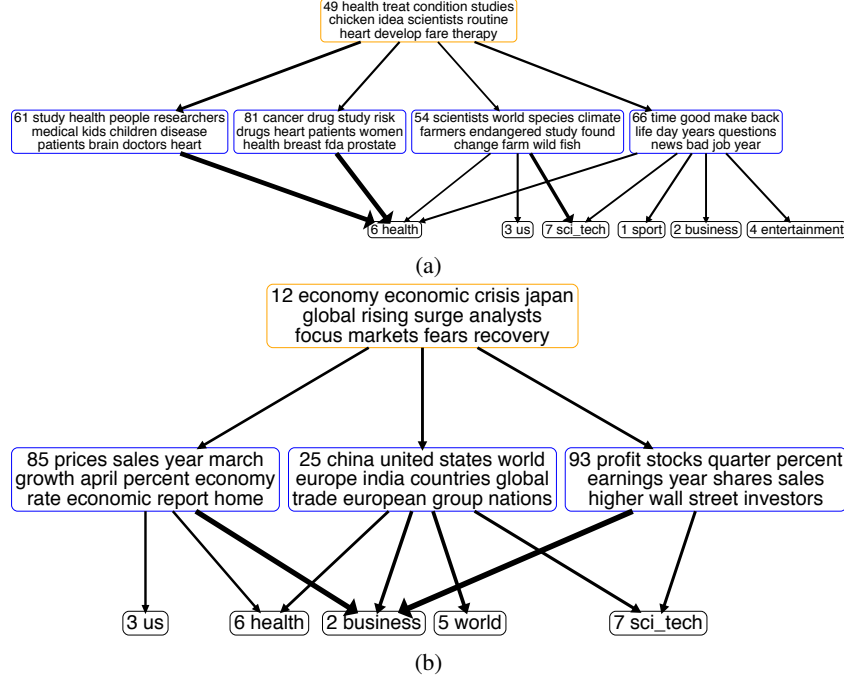 49 health treat condition studies
chicken idea scientists routine
heart develop fare therapy
61 study health people researchers
medical kids children disease
patients brain doctors heart
81 cancer drug study risk
drugs heart patients women
health breast fda prostate
54 scientists world species climate
farmers endangered study found
change farm wild fish
66 time good make back
life day years questions
news bad job year
6 health
3 us
7 sci_tech
1 sport
2 business
4 entertainment
(a)
12 economy economic crisis japan
global rising surge analysts
focus markets fears recovery
85 prices sales year march
growth april percent economy
rate economic report home
25 china united states world
europe india countries global
trade european group nations
93 profit stocks quarter percent
earnings year shares sales
higher wall street investors
3 us
6 health
2 business
5 world
7 sci_tech
(b)